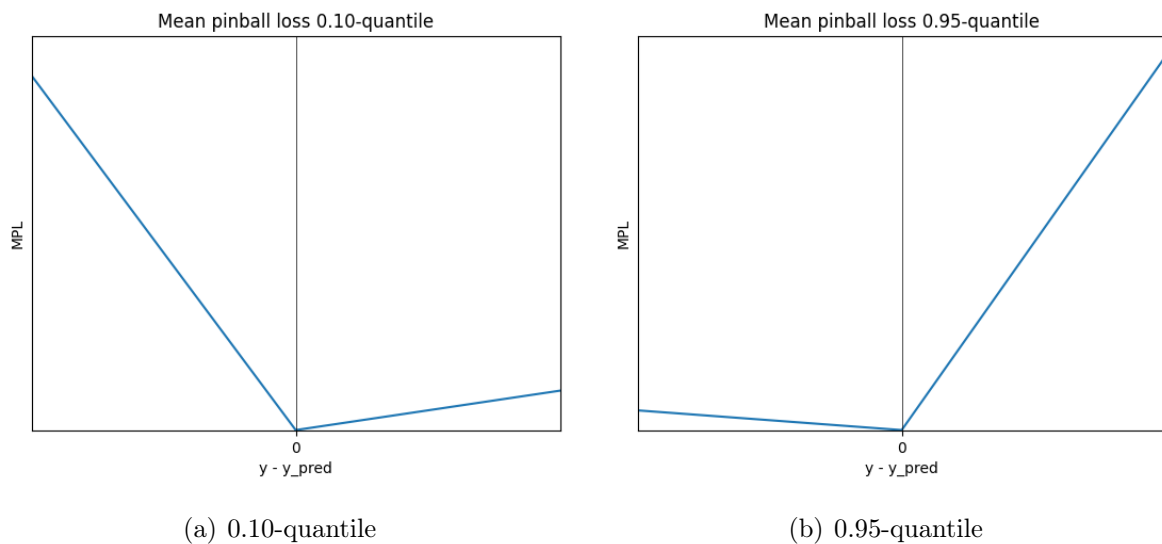 Mean pinball loss 0.10-quantile
MPL
0
y - y_pred
(a) 0.10-quantile
Mean pinball loss 0.95-quantile
MPL
0
y - y_pred
(b) 0.95-quantile